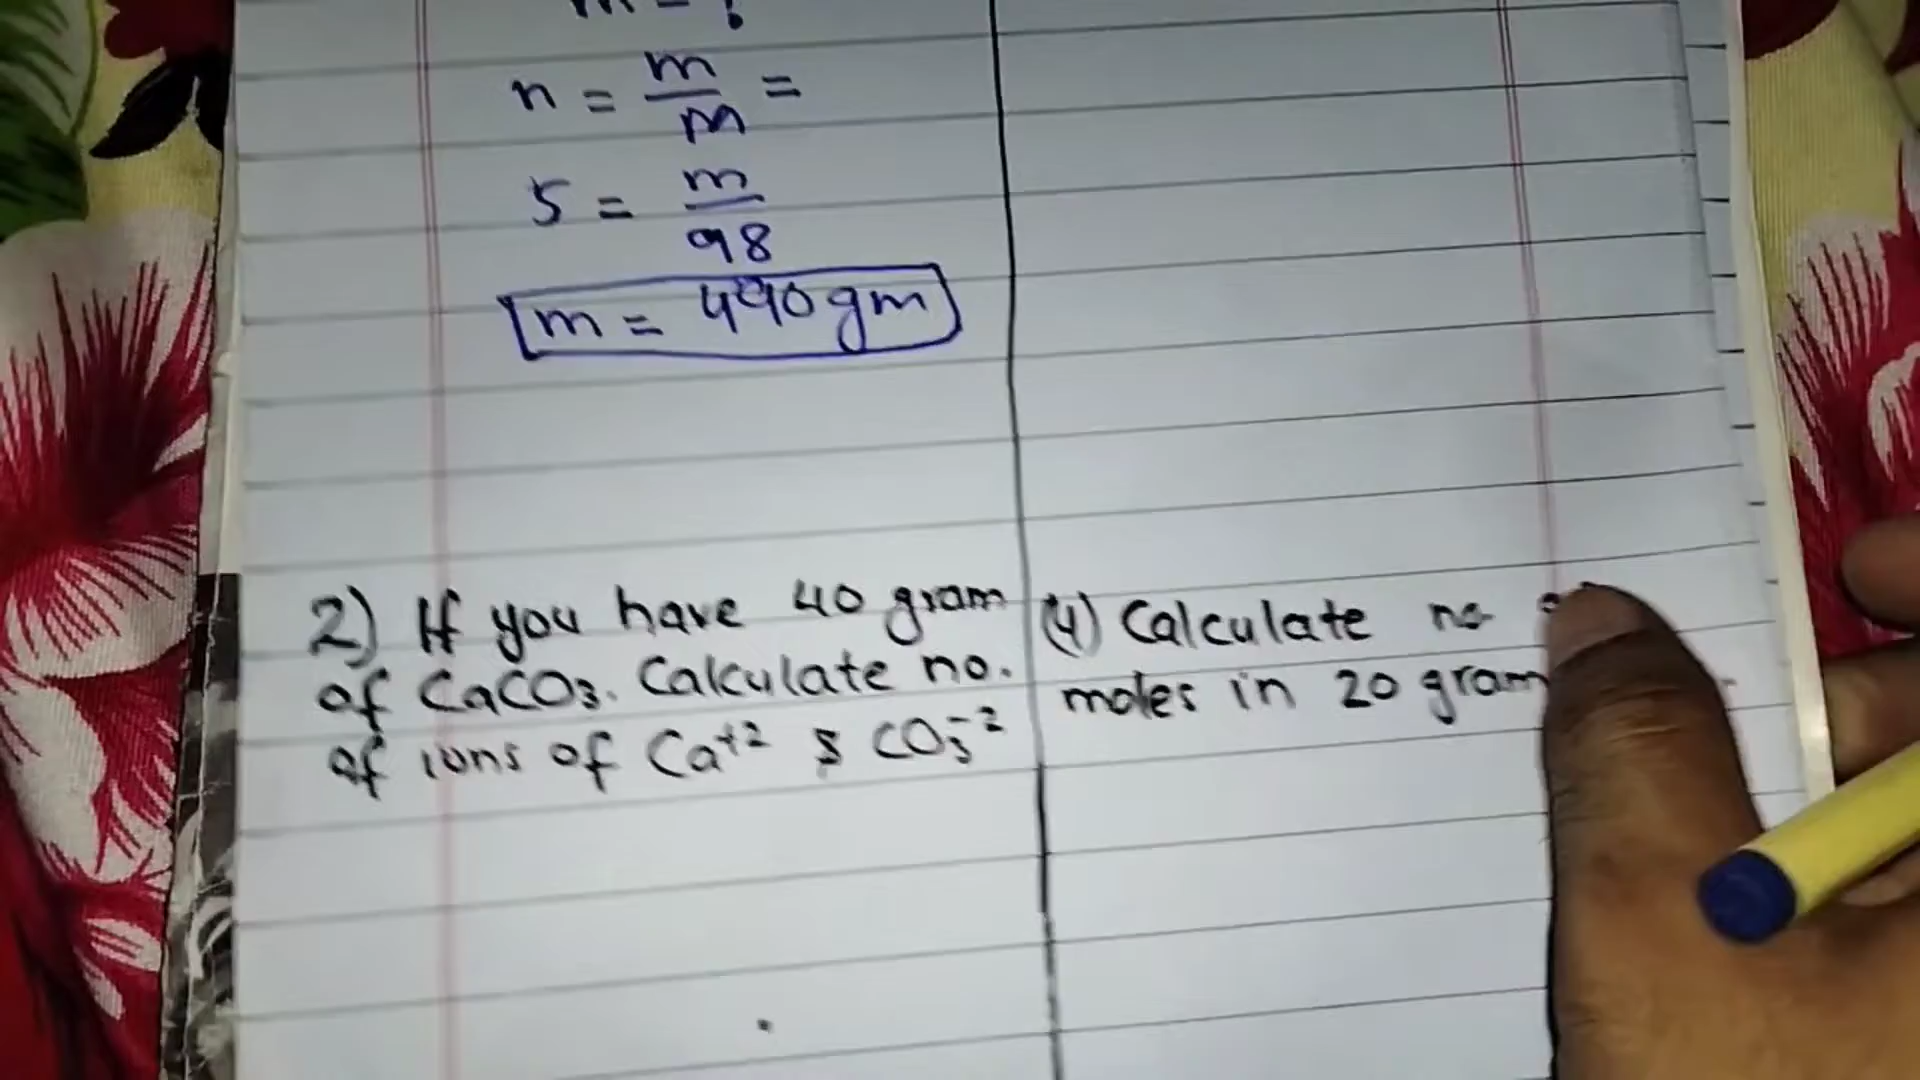 n = m/m =
5 = m/98
m = 490 gm
2) If you have 40 gram
of CaCO3. Calculate no.
of ions of Ca+2 & CO3-2
(4) Calculate no
moles in 20 gram